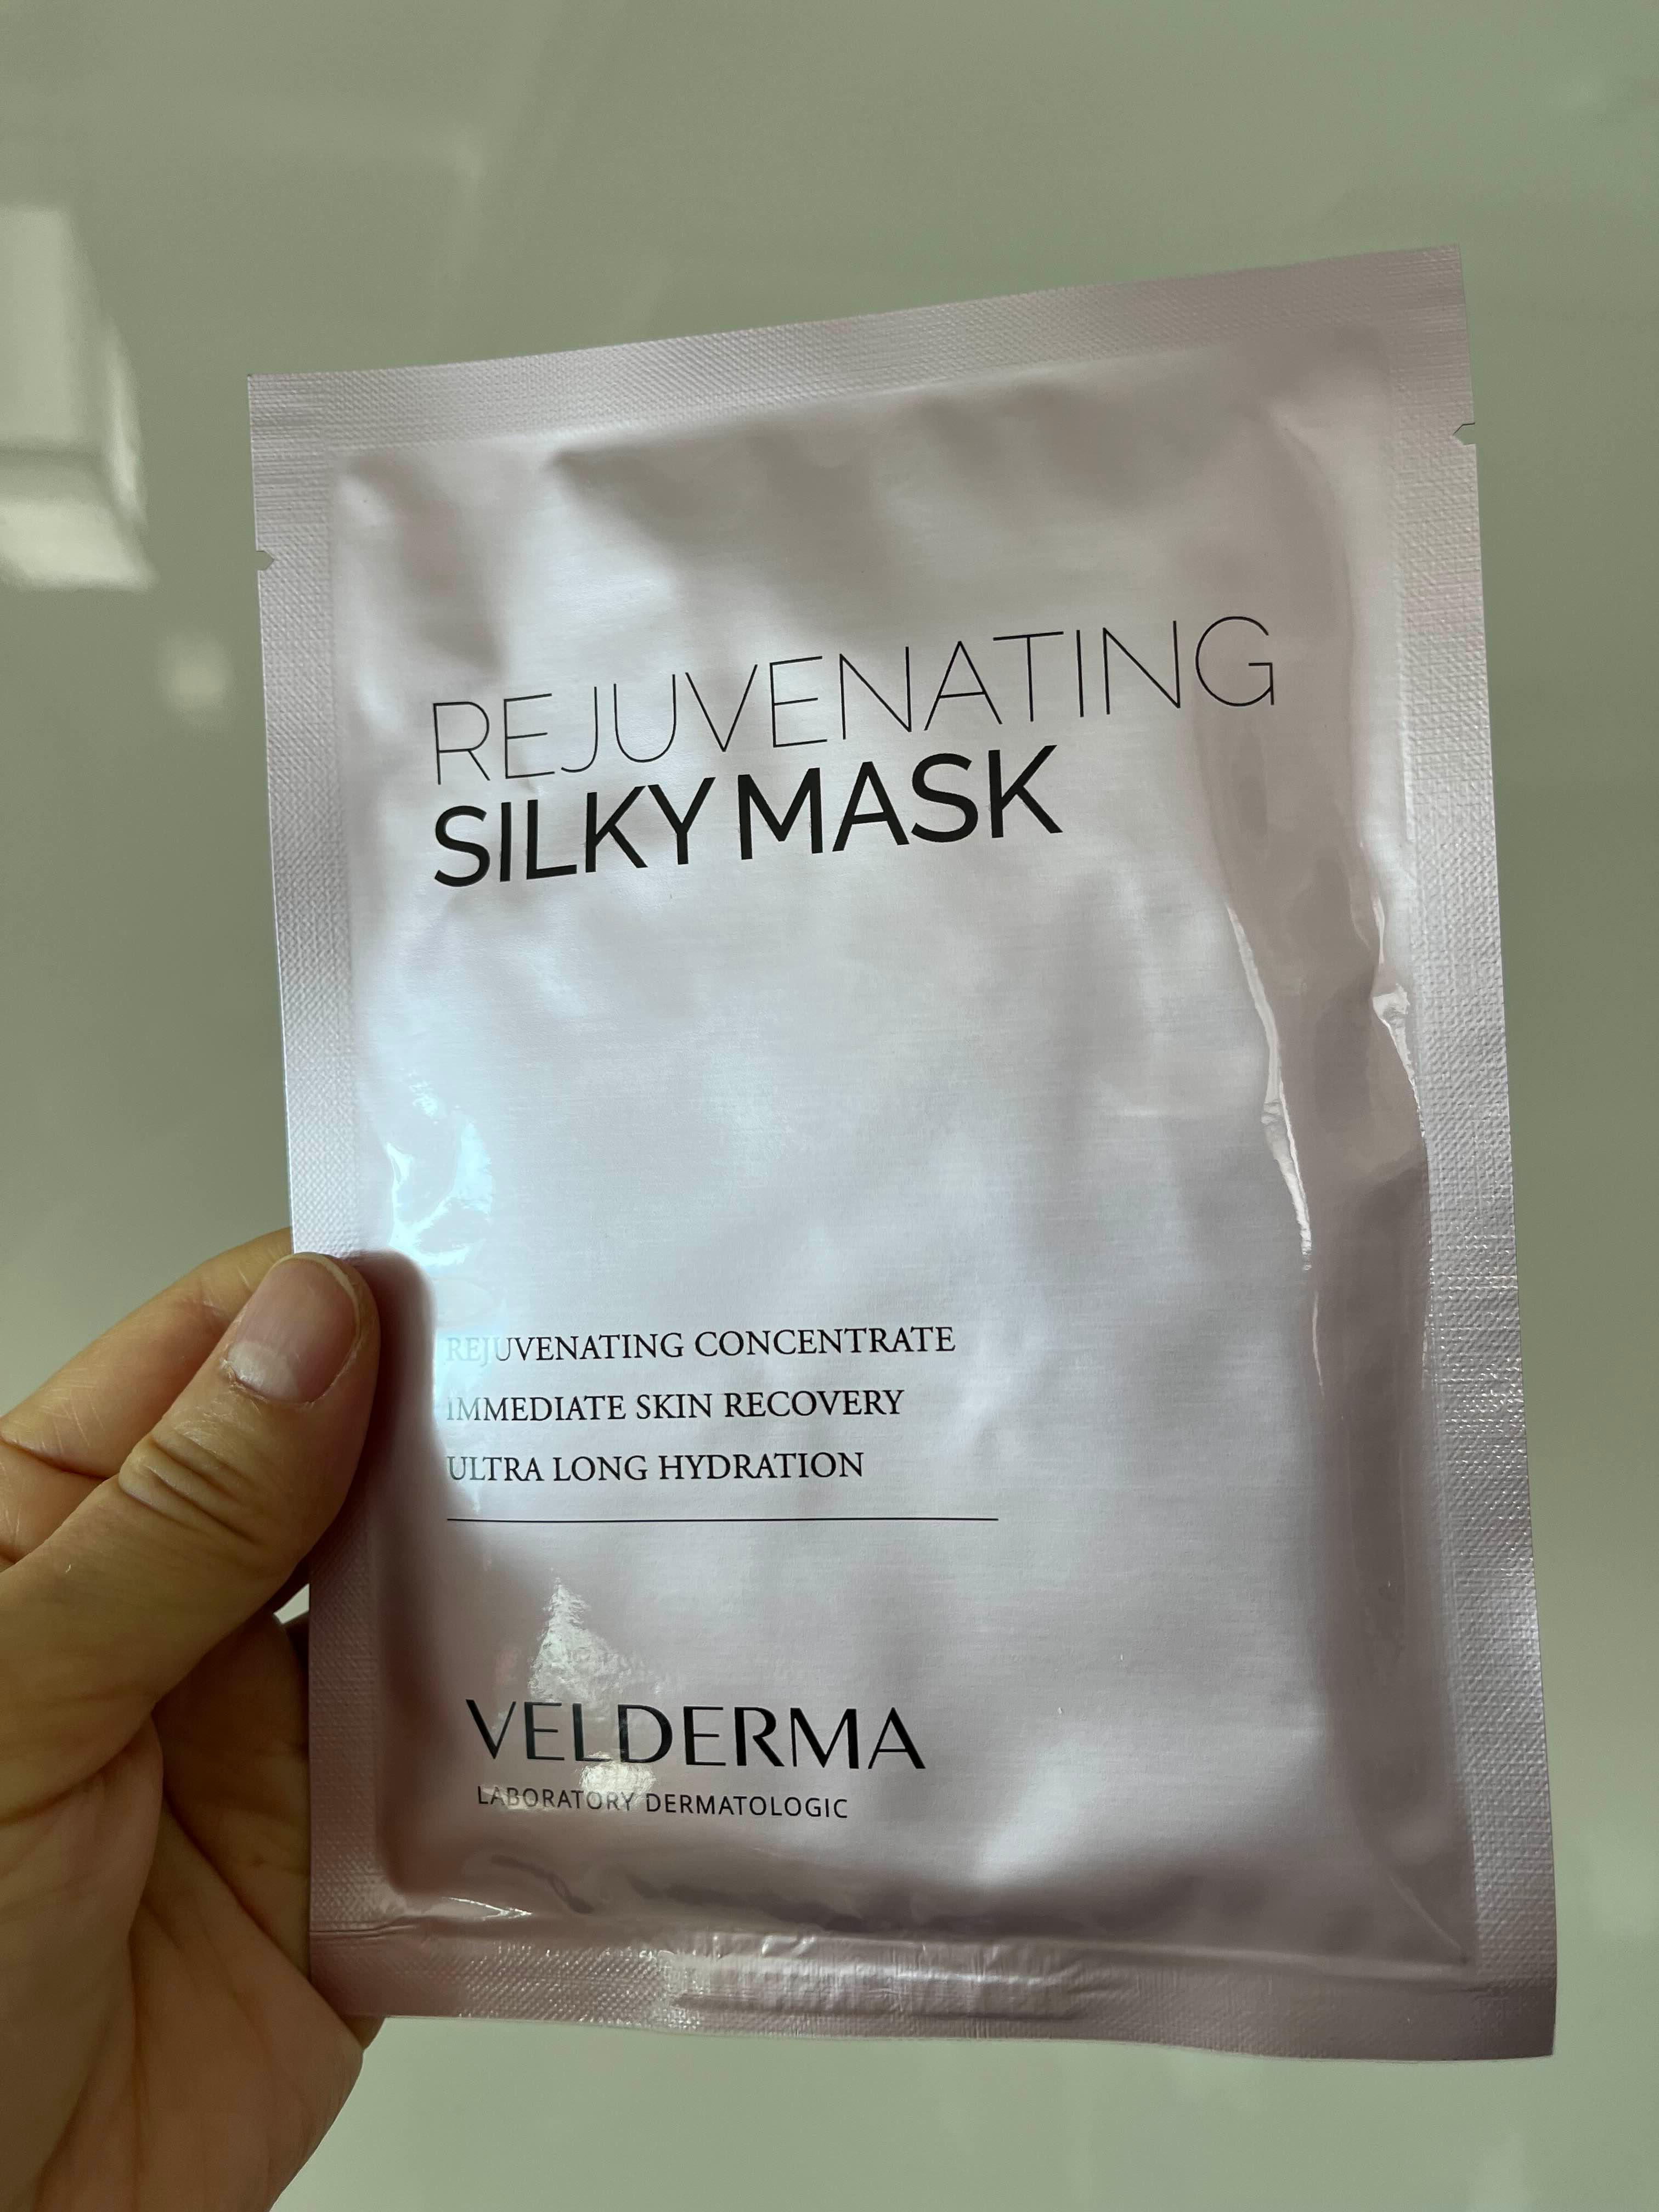 REJUVENATING
SILKY MASK
REJUVENATING CONCENTRATE
IMMEDIATE SKIN RECOVERY
ULTRA LONG HYDRATION
VELDERMA
LABORATORY DERMATOLOGIC